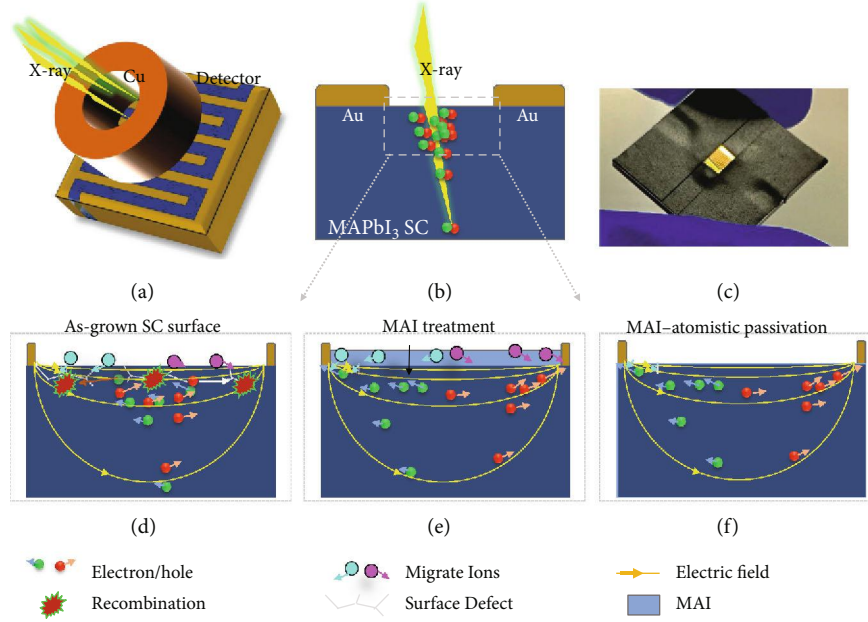 X-ray
Cu
Detector
X-ray
Au
Au
MAPbI₃ SC
(a)
(b)
(c)
As-grown SC surface
MAI treatment
MAI–atomistic passivation
(d)
(e)
(f)
Electron/hole
Migrate Ions
Electric field
Recombination
Surface Defect
MAI